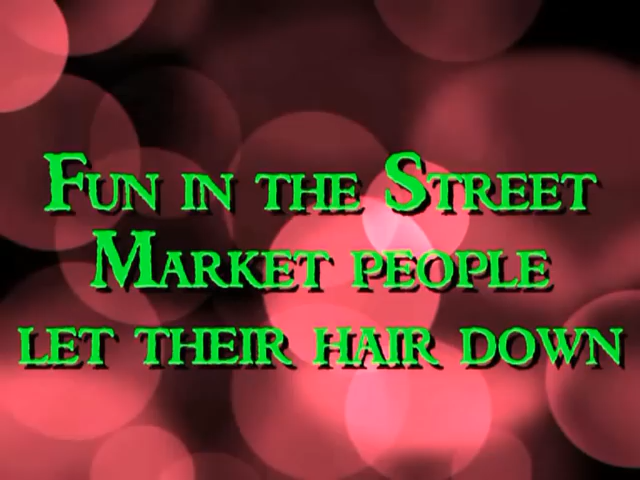 Fun in the Street
Market people
let their hair down